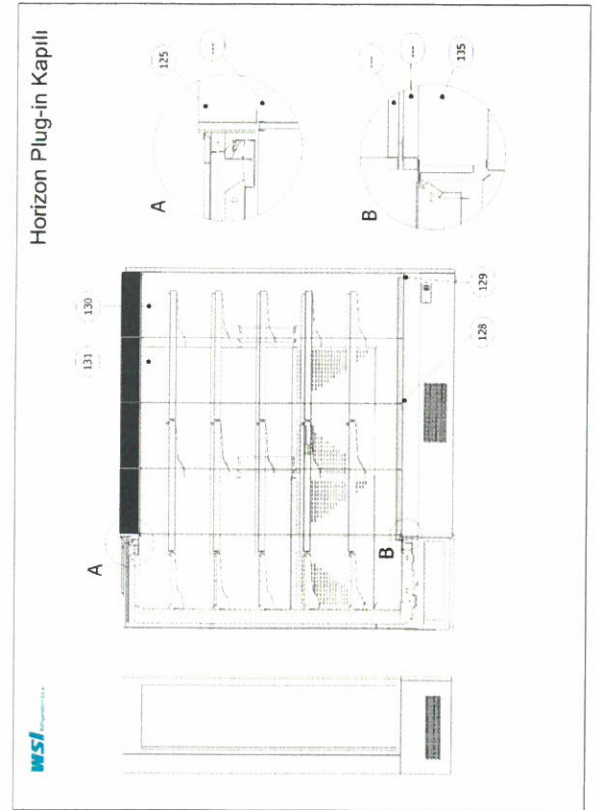 WSI
Horizon Plug-in Kapılı
A
B
130
131
128
129
A
125
---
B
---
---
135